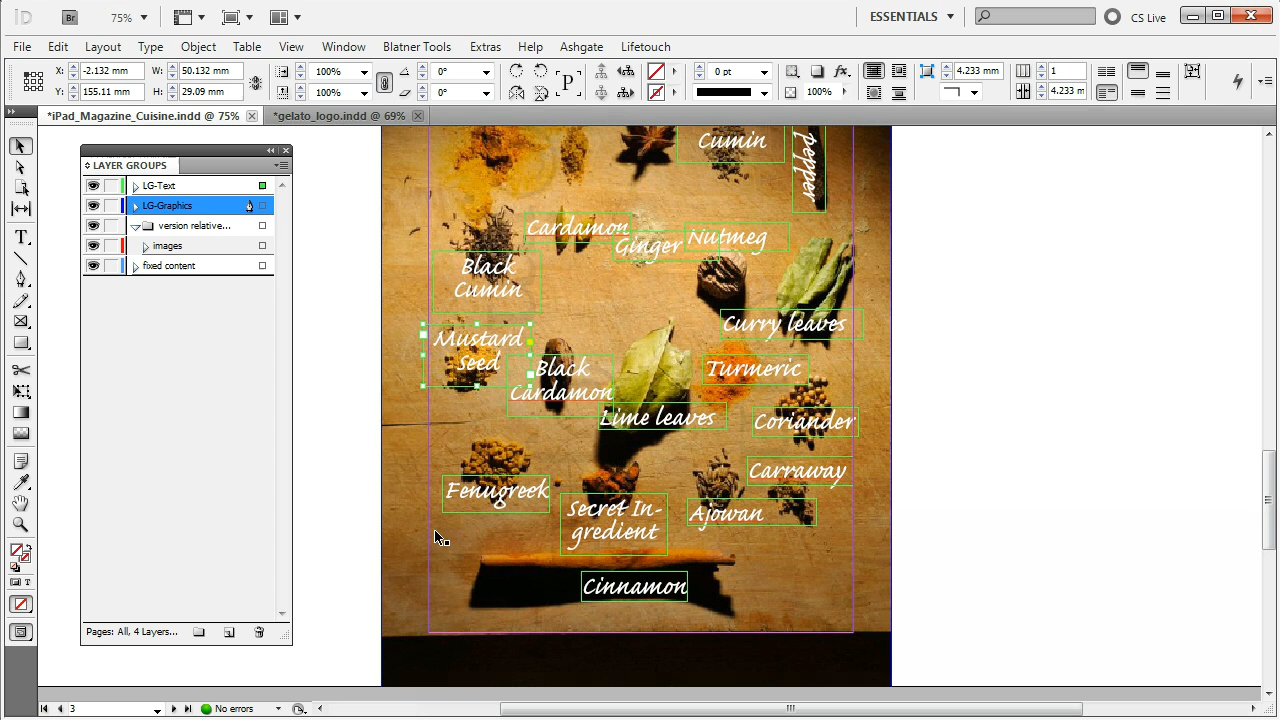 Br
75%
ESSENTIALS
CS Live
File Edit Layout Type Object Table View Window Blatner Tools Extras Help Ashgate Lifetouch
X: -2.132 mm W: 50.132 mm 100% 0° 0 pt fx 4.233 mm 1
Y: 155.11 mm H: 29.09 mm 100% 0° P 100% 4.233 m
*iPad_Magazine_Cuisine.indd @ 75% *gelato_logo.indd @ 69%
LAYER GROUPS
LG-Text
LG-Graphics
version relative...
images
fixed content
Pages: All, 4 Layers...
Cumin
pepper
Cardamon
Ginger
Nutmeg
Black
Cumin
Curry leaves
Mustard
Seed
Black
Cardamon
Turmeric
Lime leaves
Coriander
Carraway
Fenugreek
Secret In-
gredient
Ajowan
Cinnamon
3
No errors